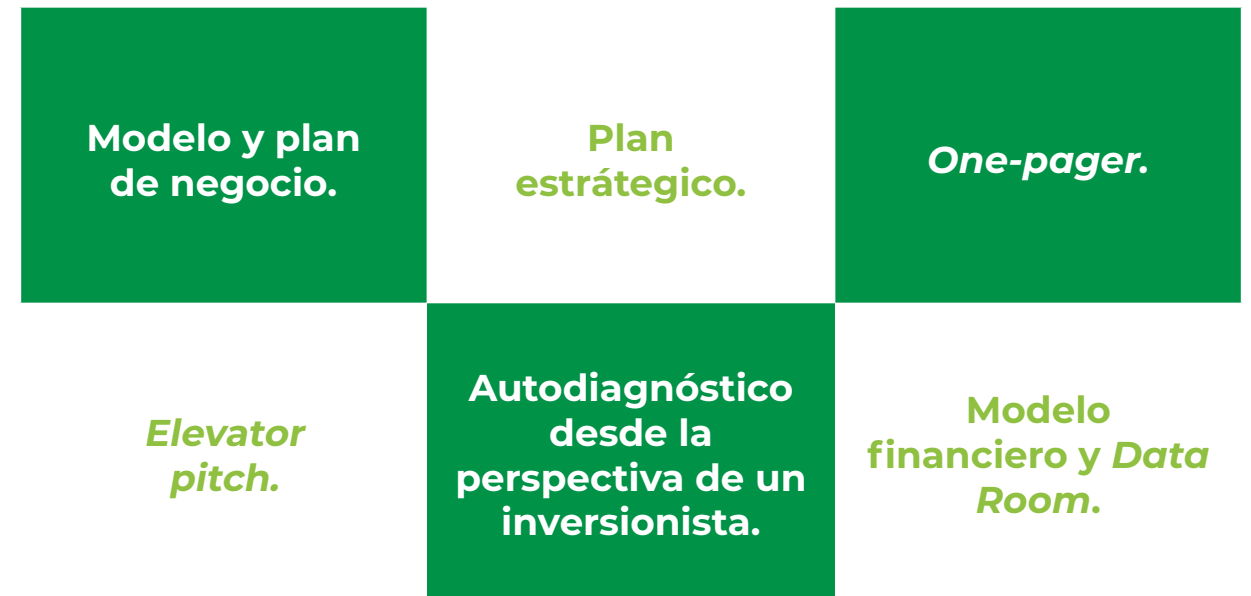 Modelo y plan
de negocio.
Plan
estrátegico.
One-pager.
Elevator
pitch.
Autodiagnóstico
desde la
perspectiva de un
inversionista.
Modelo
financiero y Data
Room.